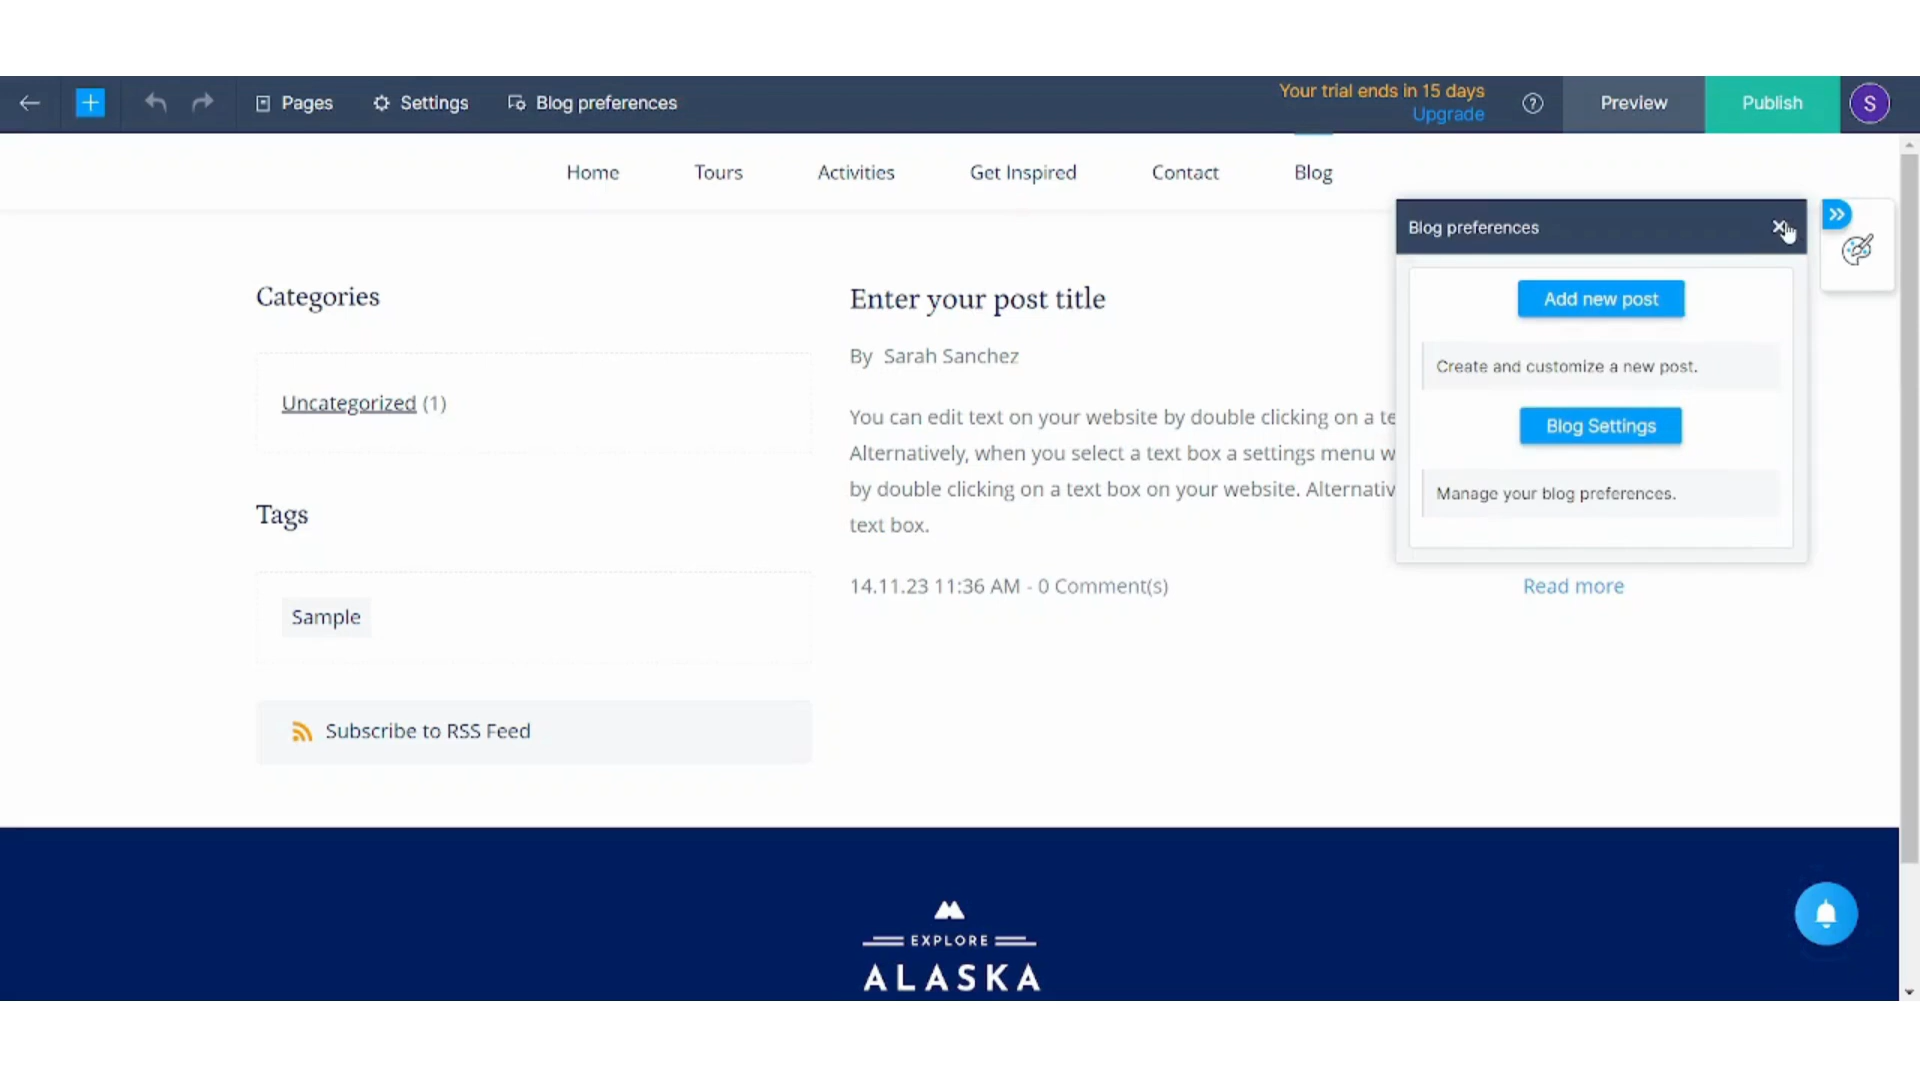 Pages Settings Blog preferences Your trial ends in 15 days
Upgrade
? Preview Publish S
Home Tours Activities Get Inspired Contact Blog
Blog preferences
Add new post
Create and customize a new post.
Blog Settings
Manage your blog preferences.
Categories
Uncategorized (1)
Tags
Sample
Subscribe to RSS Feed
Enter your post title
By Sarah Sanchez
You can edit text on your website by double clicking on a te
Alternatively, when you select a text box a settings menu w
by double clicking on a text box on your website. Alternativ
text box.
14.11.23 11:36 AM - 0 Comment(s) Read more
EXPLORE
ALASKA